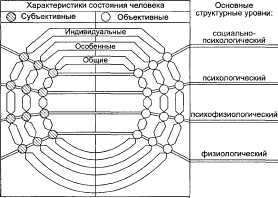 Характеристики состояния человека
Субъективные
Объективные
Индивидуальные
Особенные
Общие
Основные
структурные уровни:
социально-
психологический
психологический
психофизиологический
физиологический